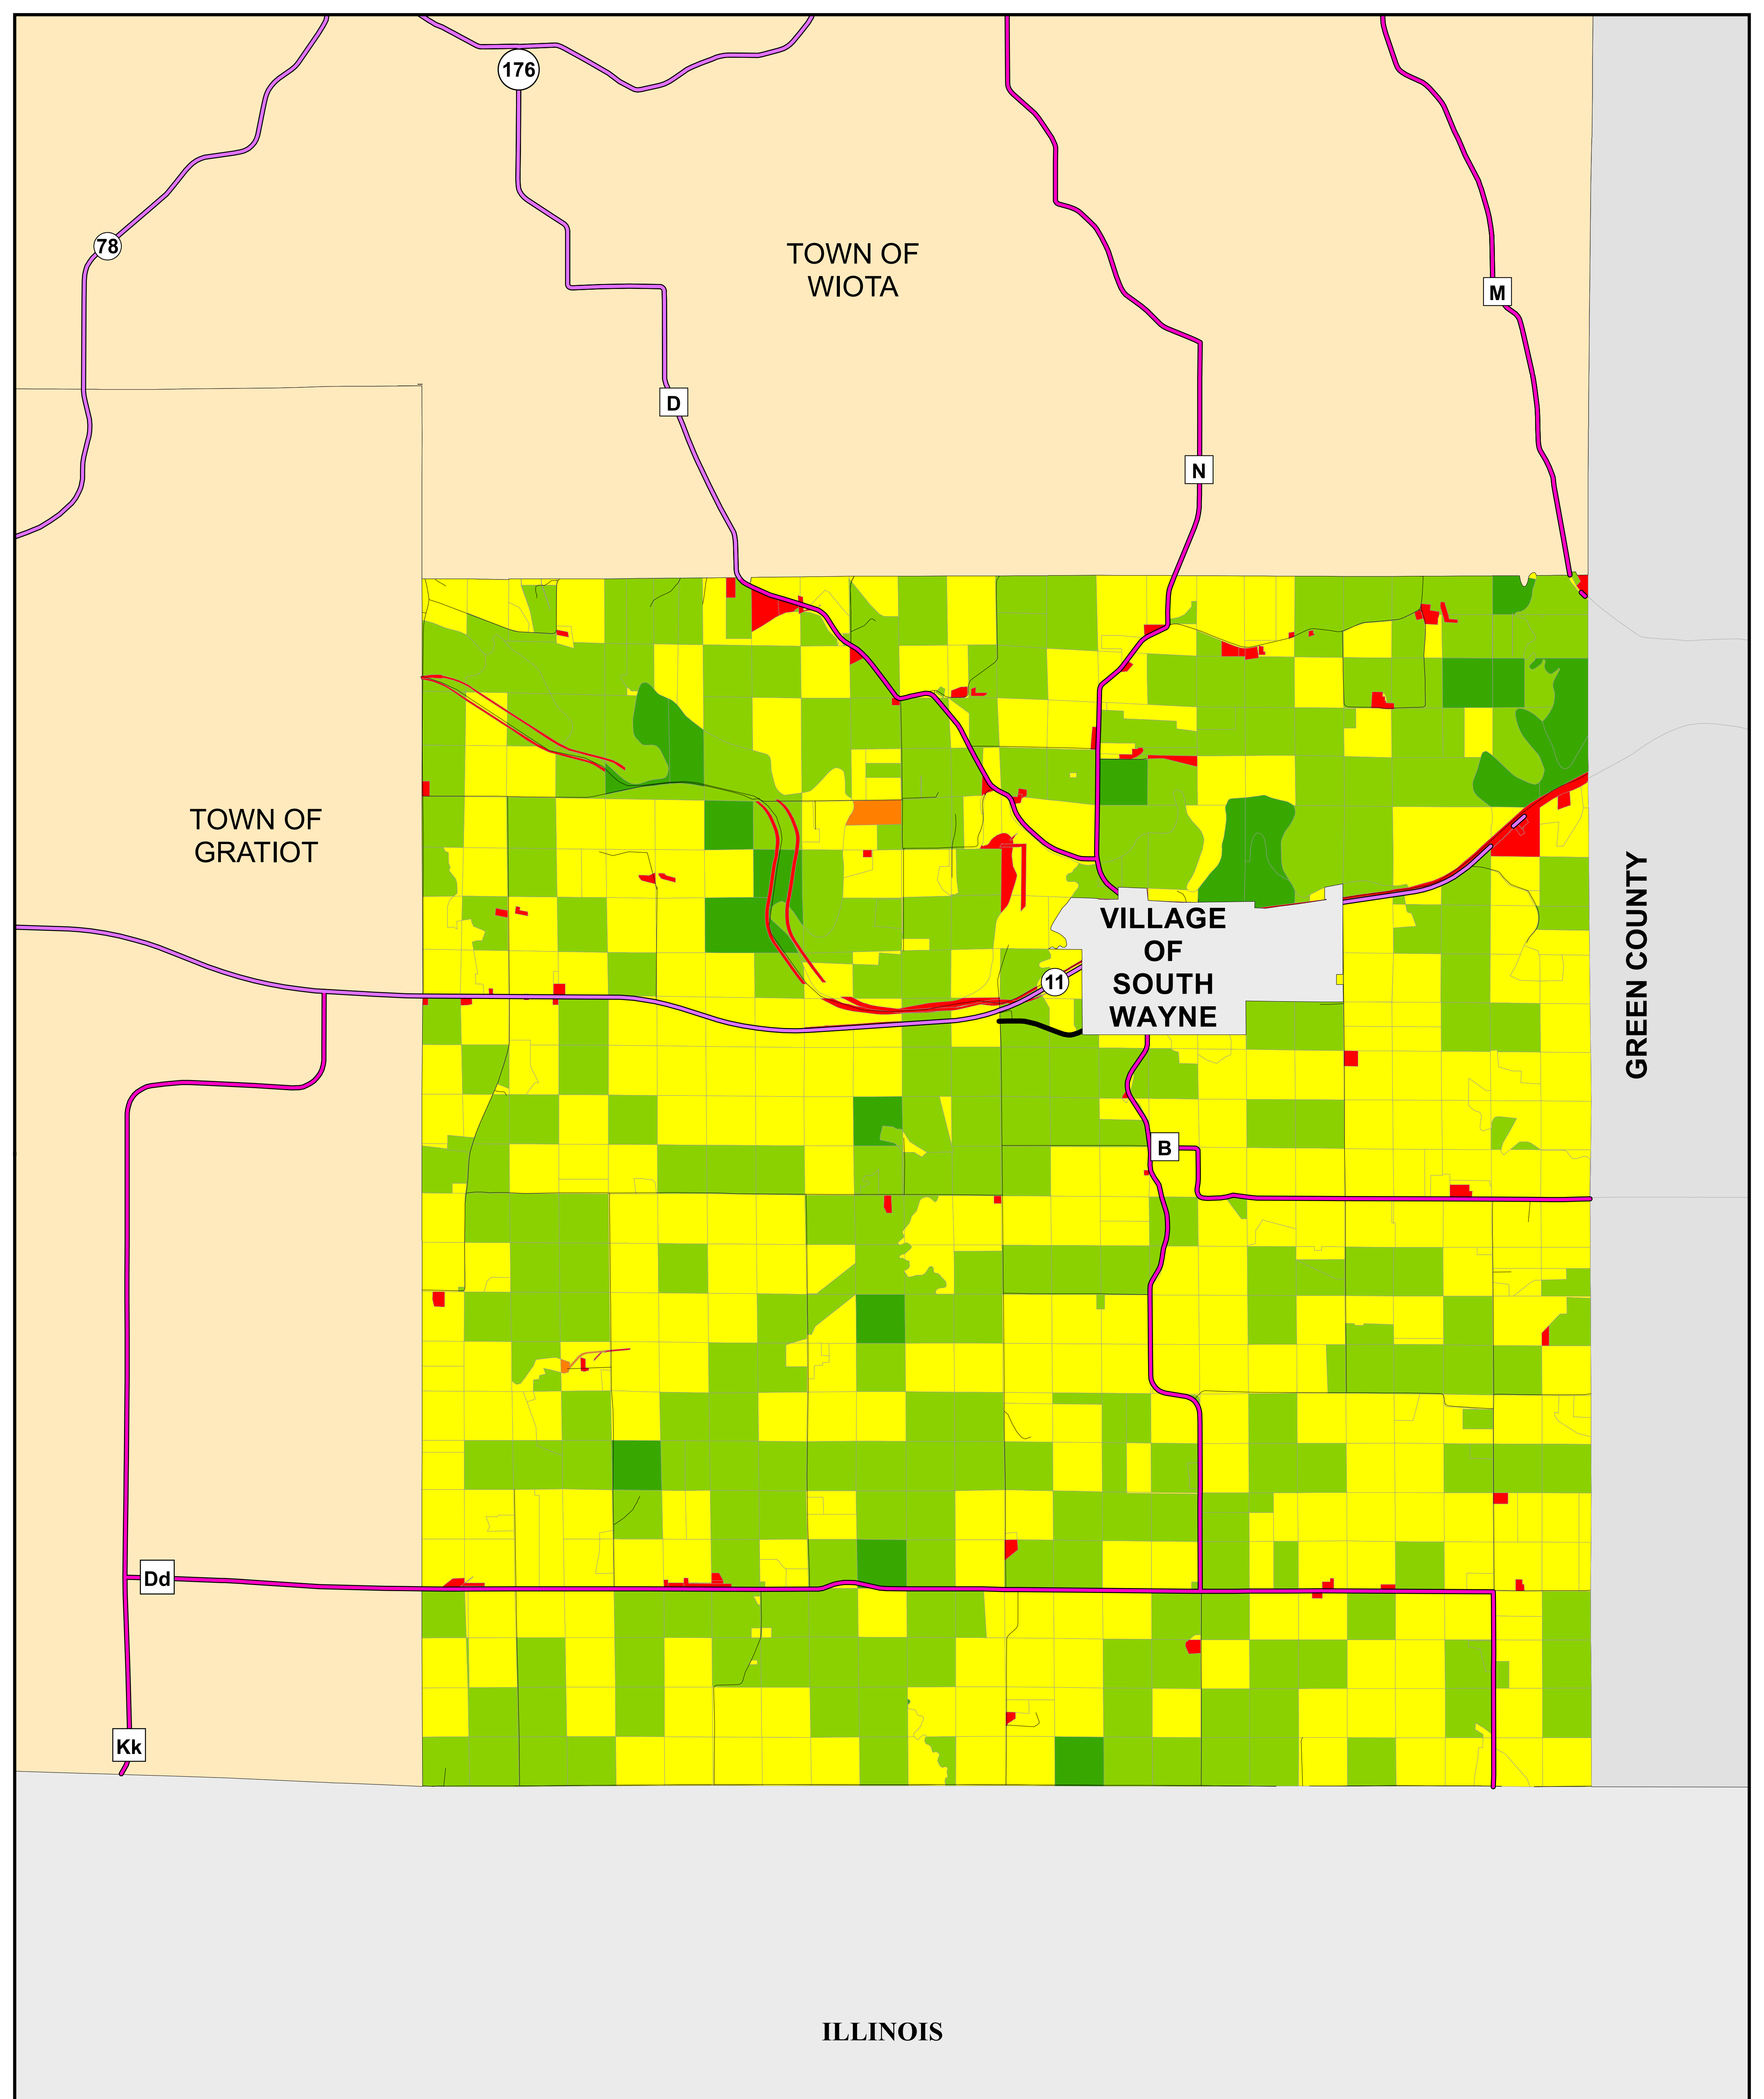 176
78
TOWN OF
WIOTA
M
D
N
TOWN OF
GRATIOT
GREEN COUNTY
VILLAGE
OF
SOUTH
WAYNE
11
B
Dd
Kk
ILLINOIS